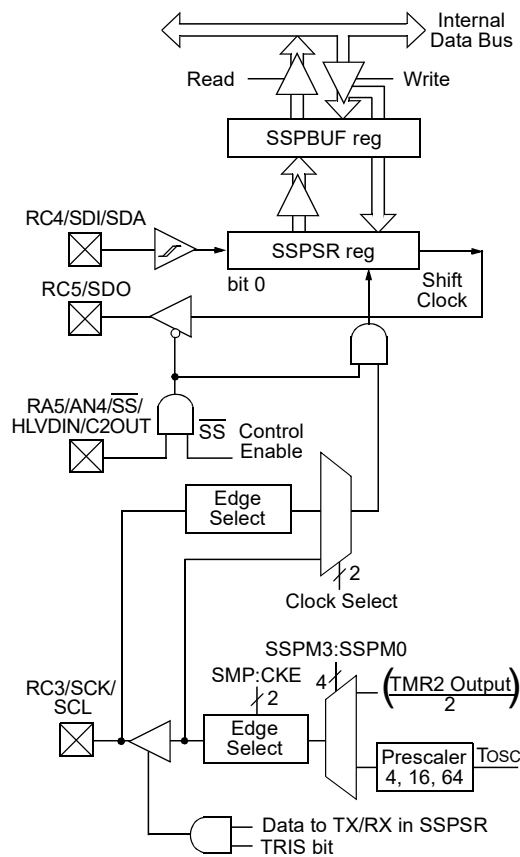 Internal
Data Bus
Read
Write
SSPBUF reg
RC4/SDI/SDA
SSPSR reg
bit 0
Shift
Clock
RC5/SDO
RA5/AN4/SS/
HLVDIN/C2OUT
SS Control
Enable
Edge
Select
2
Clock Select
SSPM3:SSPM0
SMP:CKE
4
(TMR2 Output)
2
2
RC3/SCK/
SCL
Edge
Select
Prescaler
4, 16, 64
TOSC
Data to TX/RX in SSPSR
TRIS bit